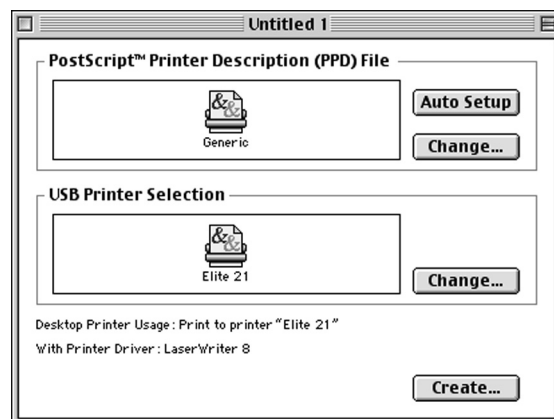 Untitled 1
PostScript™ Printer Description (PPD) File
&&
Generic
Auto Setup
Change...
USB Printer Selection
&&
Elite 21
Change...
Desktop Printer Usage: Print to printer “Elite 21”
With Printer Driver: LaserWriter 8
Create...